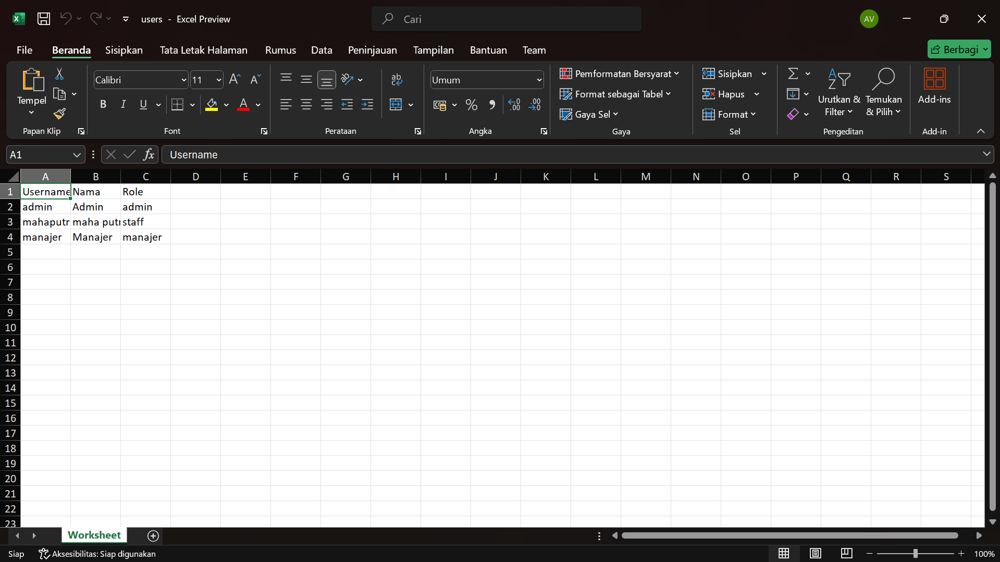 users - Excel Preview
Cari
AV
File Beranda Sisipkan Tata Letak Halaman Rumus Data Peninjauan Tampilan Bantuan Team
Berbagi
Tempel
Papan Klip
Calibri 11
B I U
Font
Perataan
Umum
Angka
Pemformatan Bersyarat
Format sebagai Tabel
Gaya Sel
Gaya
Sisipkan
Hapus
Format
Sel
Urutkan & Filter
Temukan & Pilih
Pengeditan
Add-ins
Add-in
A1 fx Username
A B C D E F G H I J K L M N O P Q R S
1 Username Nama Role
2 admin Admin admin
3 mahaputr maha putr staff
4 manajer Manajer manajer
5
6
7
8
9
10
11
12
13
14
15
16
17
18
19
20
21
22
23
Worksheet
Siap Aksesibilitas: Siap digunakan 100%